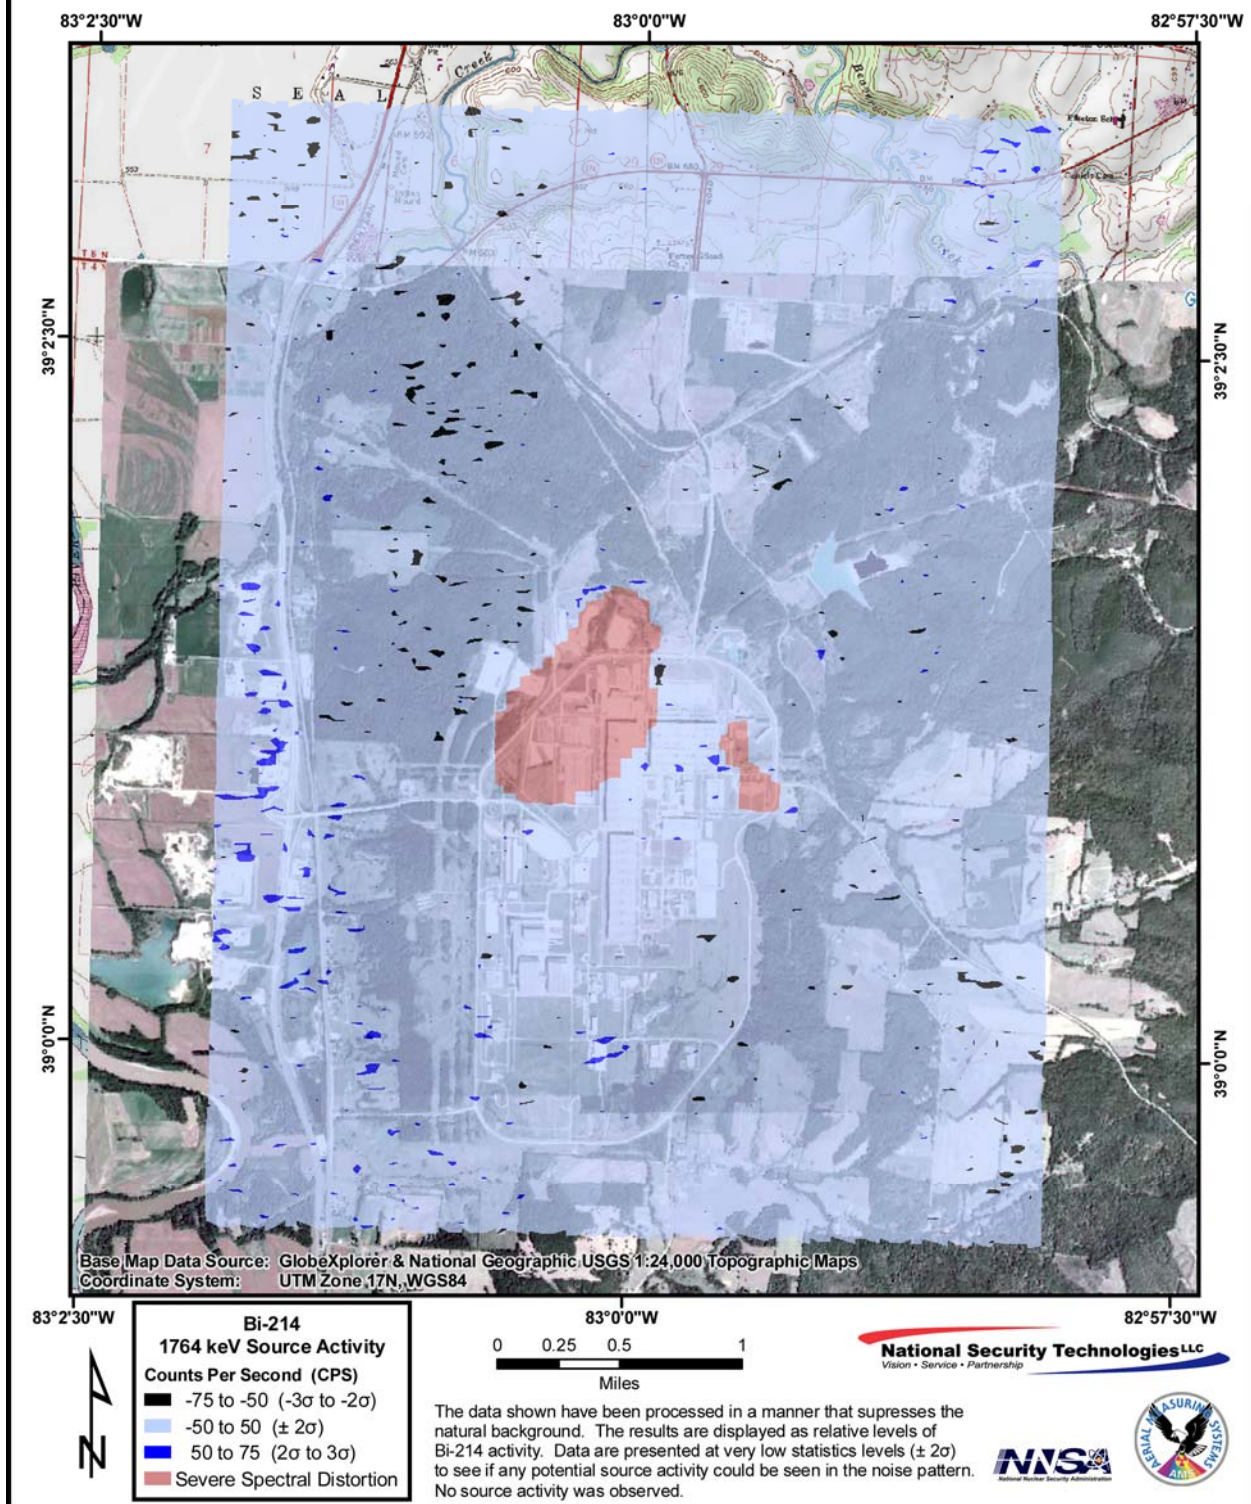 83°2'30"W
83°0'0"W
82°57'30"W
Creek
S E A L
7
553
BM 680
Creek
T 5 N
T 4 N
G
39°2'30"N
39°2'30"N
39°0'0"N
39°0'0"N
Base Map Data Source: GlobeXplorer & National Geographic USGS 1:24,000 Topographic Maps
Coordinate System: UTM Zone 17N, WGS84
83°2'30"W
83°0'0"W
82°57'30"W
Bi-214
1764 keV Source Activity
Counts Per Second (CPS)
-75 to -50 (-3σ to -2σ)
-50 to 50 (± 2σ)
50 to 75 (2σ to 3σ)
Severe Spectral Distortion
N
0 0.25 0.5 1
Miles
The data shown have been processed in a manner that supresses the
natural background. The results are displayed as relative levels of
Bi-214 activity. Data are presented at very low statistics levels (± 2σ)
to see if any potential source activity could be seen in the noise pattern.
No source activity was observed.
National Security Technologies LLC
Vision • Service • Partnership
NNSA
National Nuclear Security Administration
AERIAL MEASURING SYSTEMS
AMS